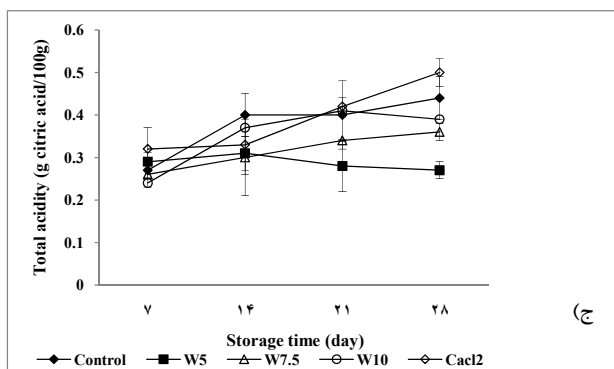 0.6
0.5
0.4
0.3
0.2
0.1
0
Total acidity (g citric acid/100g)
۷ ۱۴ ۲۱ ۲۸
Storage time (day)
Control W5 W7.5 W10 Cacl2
ج)